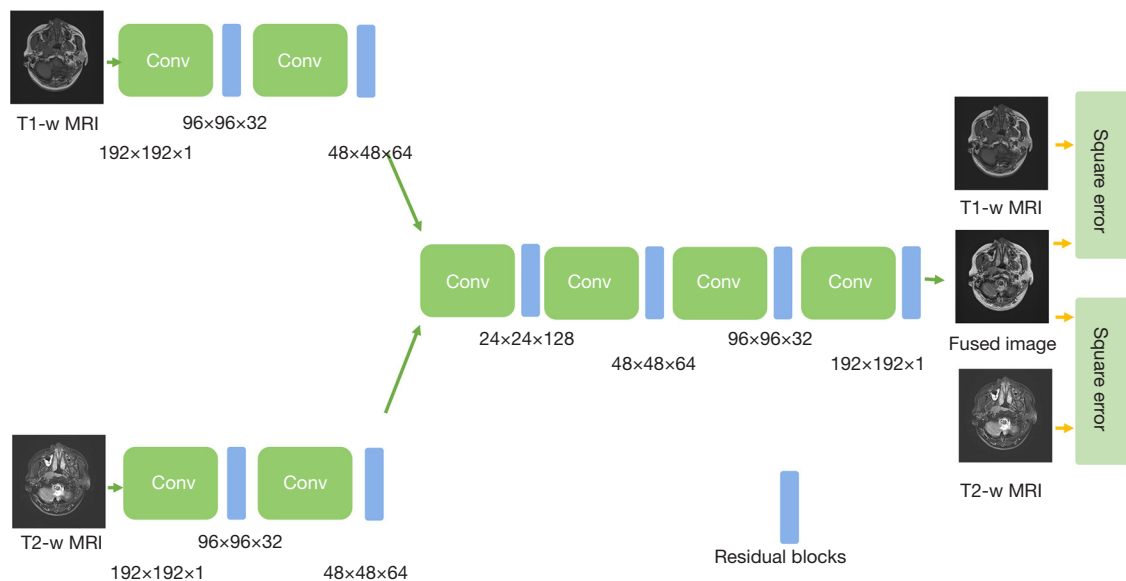 Conv
Conv
T1-w MRI
96×96×32
192×192×1
48×48×64
T1-w MRI
Square error
Conv
Conv
Conv
Conv
24×24×128
96×96×32
Fused image
48×48×64
192×192×1
Square error
Conv
Conv
T2-w MRI
T2-w MRI
96×96×32
Residual blocks
192×192×1
48×48×64